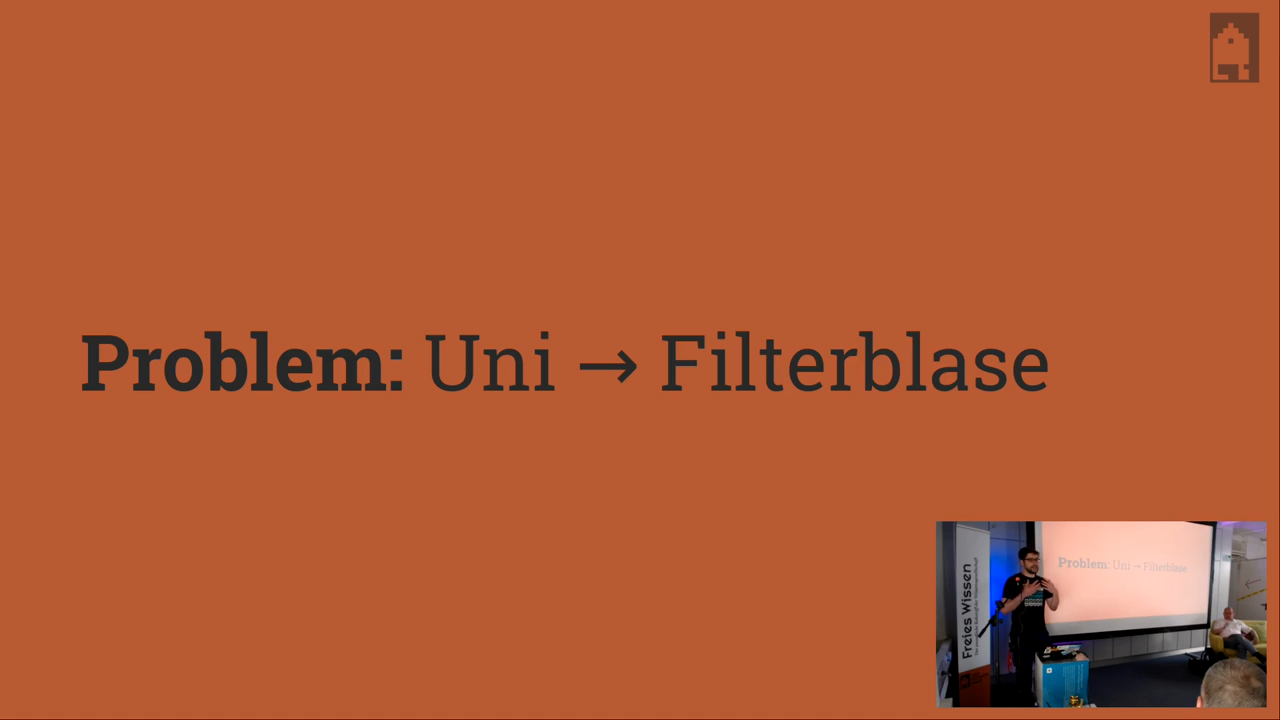 Problem: Uni → Filterblase
Freies Wissen
Problem: Uni → Filterblase